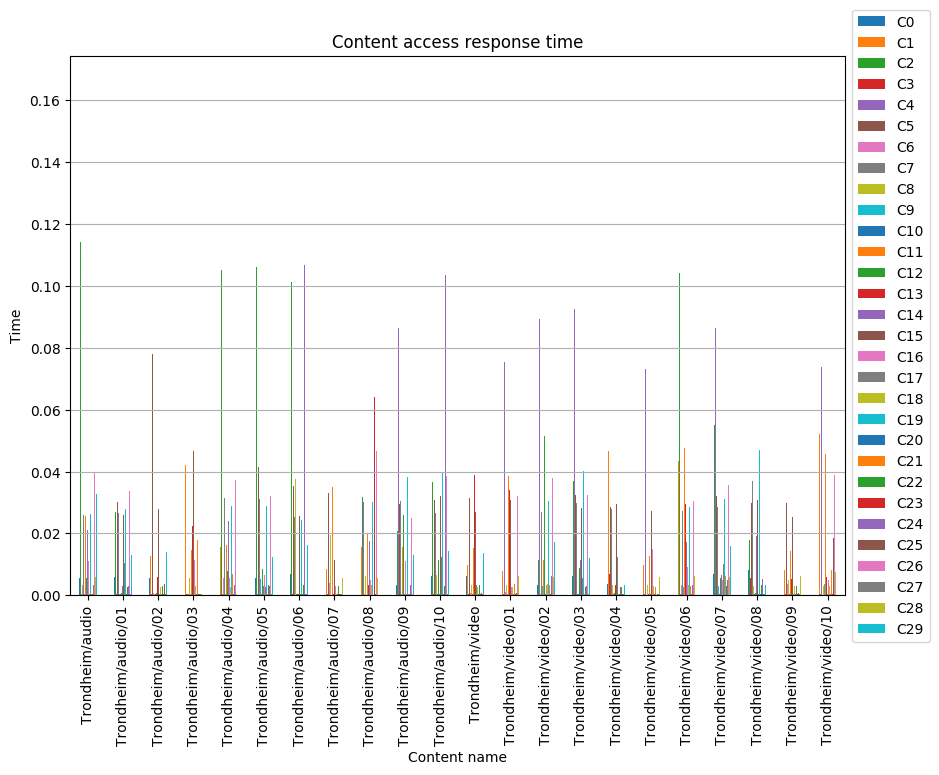 Content access response time
Time
0.16
0.14
0.12
0.10
0.08
0.06
0.04
0.02
0.00
Trondheim/audio
Trondheim/audio/01
Trondheim/audio/02
Trondheim/audio/03
Trondheim/audio/04
Trondheim/audio/05
Trondheim/audio/06
Trondheim/audio/07
Trondheim/audio/08
Trondheim/audio/09
Trondheim/audio/10
Trondheim/video
Trondheim/video/01
Trondheim/video/02
Trondheim/video/03
Trondheim/video/04
Trondheim/video/05
Trondheim/video/06
Trondheim/video/07
Trondheim/video/08
Trondheim/video/09
Trondheim/video/10
Content name
C0
C1
C2
C3
C4
C5
C6
C7
C8
C9
C10
C11
C12
C13
C14
C15
C16
C17
C18
C19
C20
C21
C22
C23
C24
C25
C26
C27
C28
C29